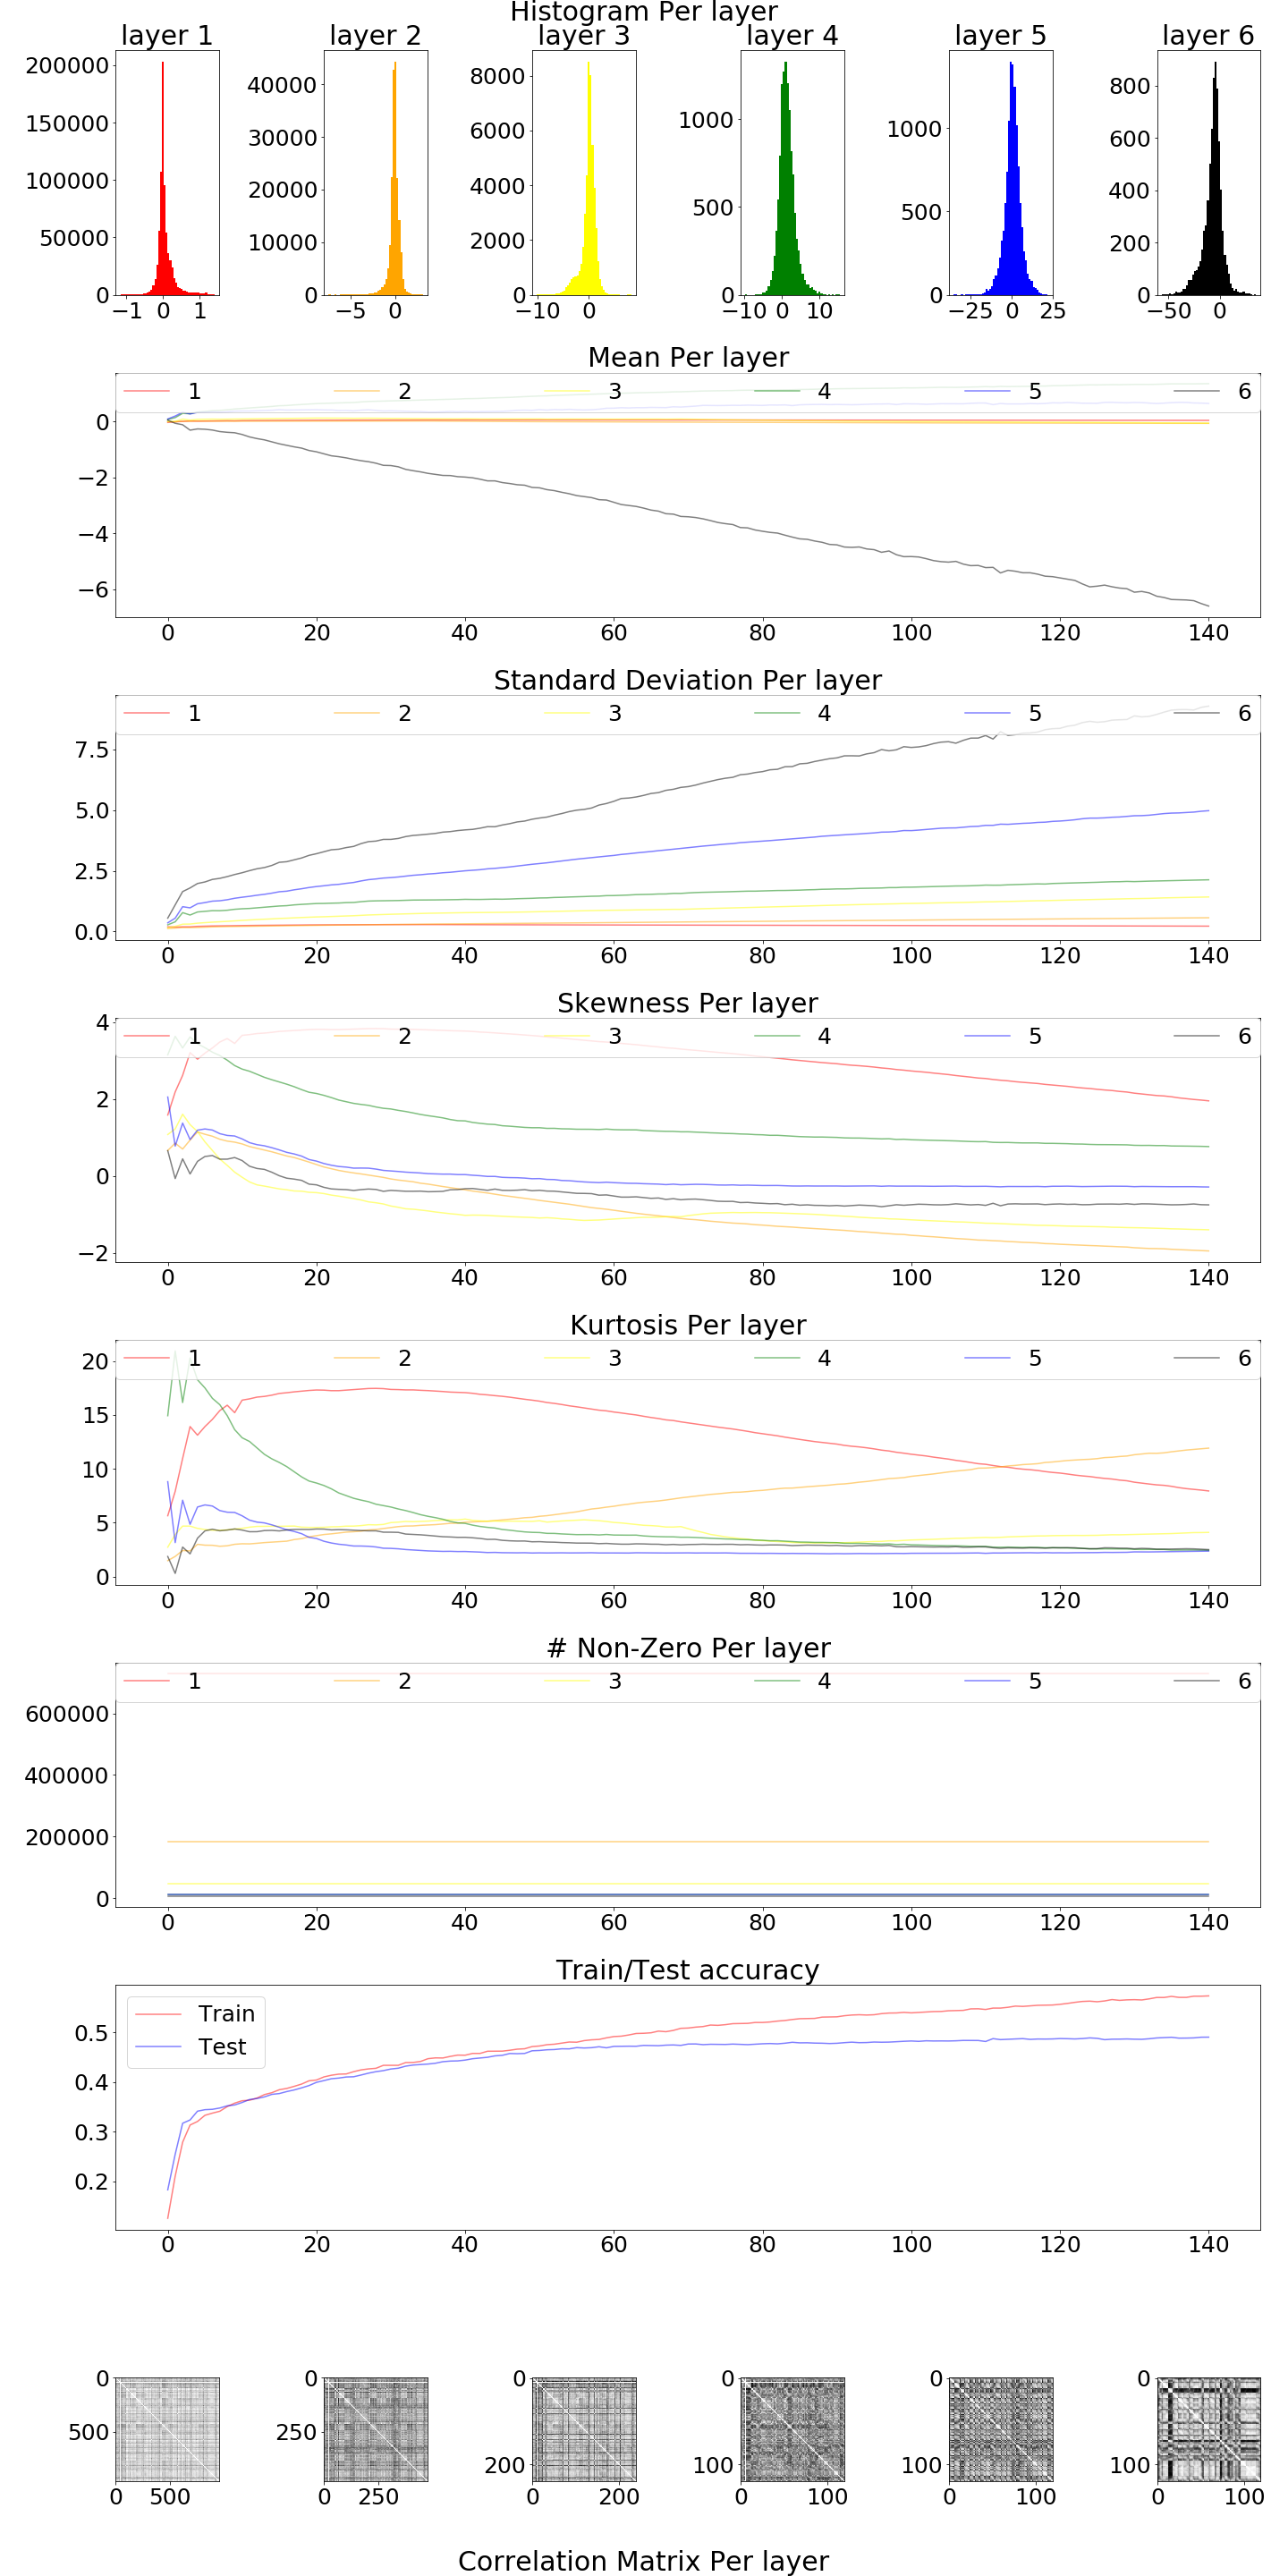 Histogram Per layer
layer 1 layer 2 layer 3 layer 4 layer 5 layer 6
200000
150000
100000
50000
0
−1 0 1
40000
30000
20000
10000
0
−5 0
8000
6000
4000
2000
0
−10 0
1000
500
0
−10 0 10
1000
500
0
−25 0 25
800
600
400
200
0
−50 0
Mean Per layer
1 2 3 4 5 6
0
−2
−4
−6
0 20 40 60 80 100 120 140
Standard Deviation Per layer
1 2 3 4 5 6
7.5
5.0
2.5
0.0
0 20 40 60 80 100 120 140
Skewness Per layer
4
1 2 3 4 5 6
2
0
−2
0 20 40 60 80 100 120 140
Kurtosis Per layer
20
1 2 3 4 5 6
15
10
5
0
0 20 40 60 80 100 120 140
# Non-Zero Per layer
1 2 3 4 5 6
600000
400000
200000
0
0 20 40 60 80 100 120 140
Train/Test accuracy
Train
Test
0.5
0.4
0.3
0.2
0 20 40 60 80 100 120 140
0
500
0 500
0
250
0 250
0
200
0 200
0
100
0 100
0
100
0 100
0
100
0 100
Correlation Matrix Per layer